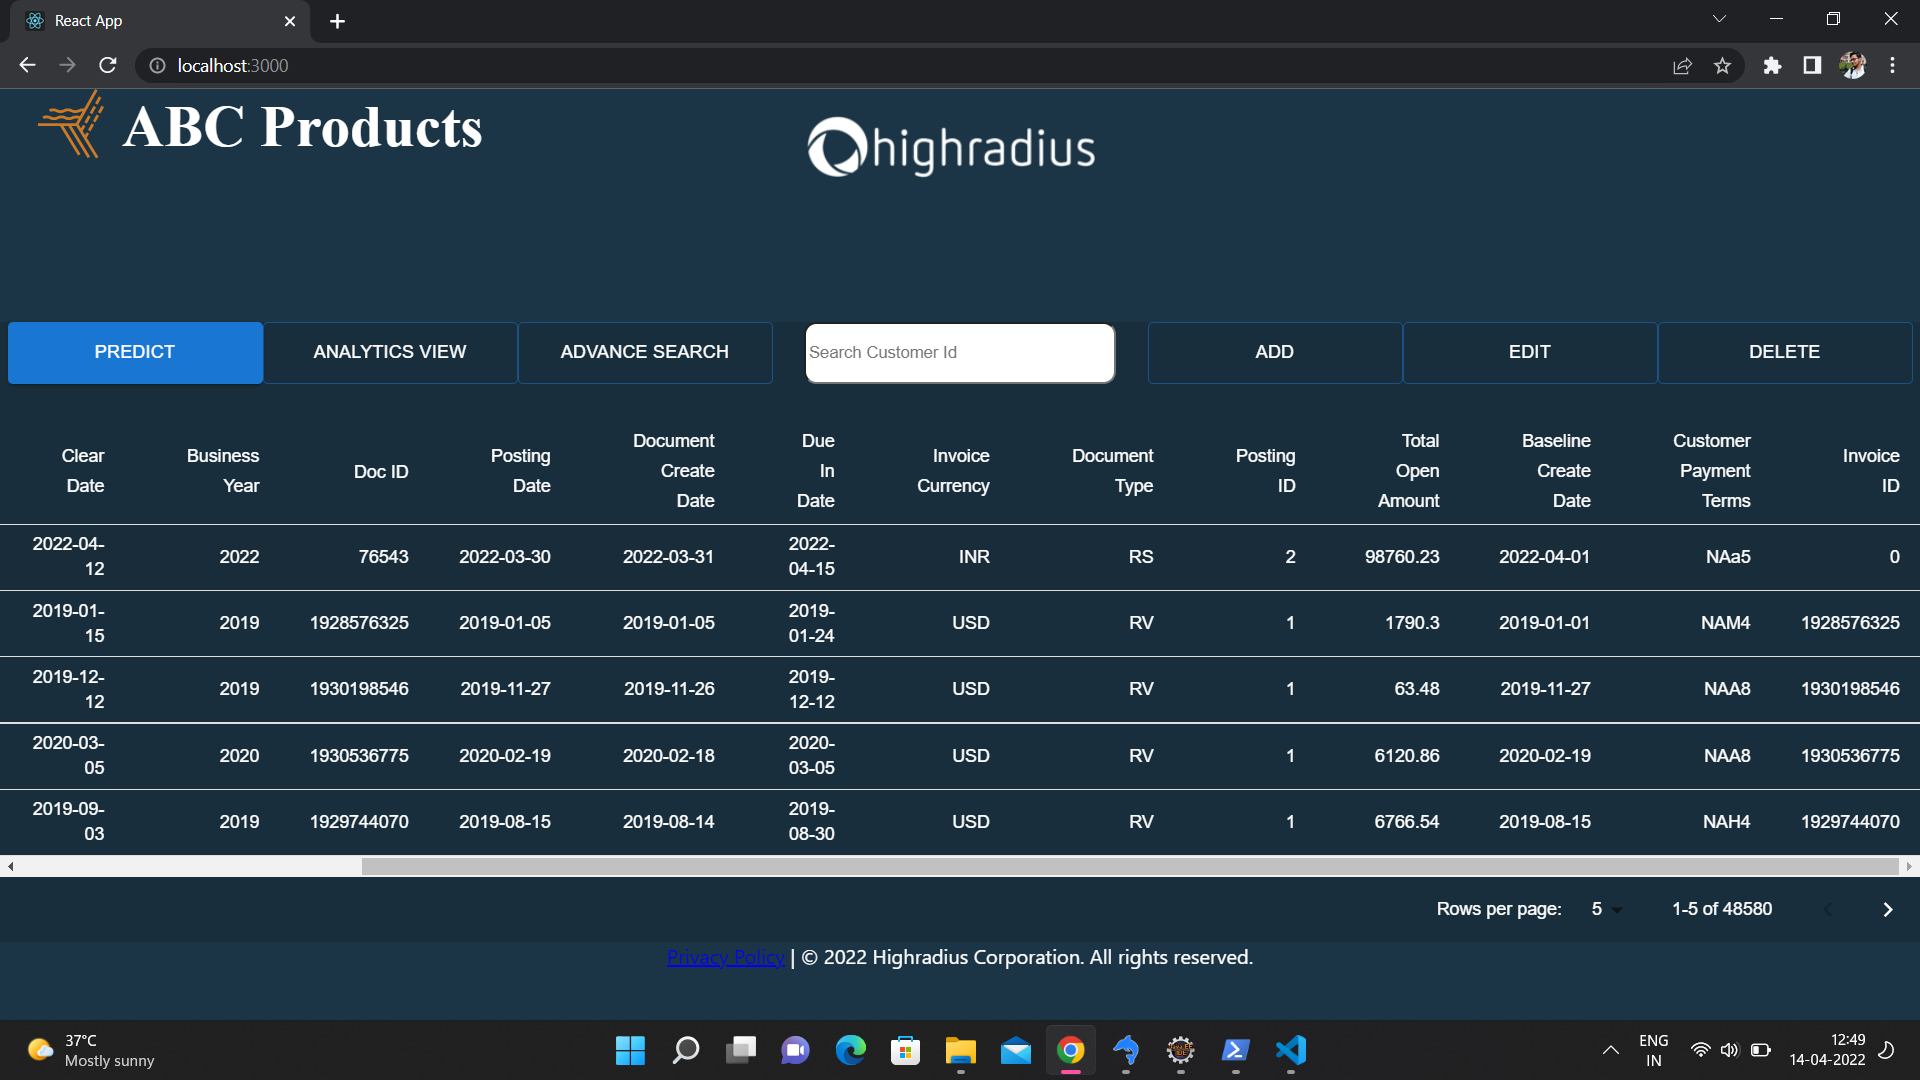 React App
localhost:3000
ABC Products
highradius
PREDICT ANALYTICS VIEW ADVANCE SEARCH Search Customer Id ADD EDIT DELETE
Clear Date Business Year Doc ID Posting Date Document Create Date Due In Date Invoice Currency Document Type Posting ID Total Open Amount Baseline Create Date Customer Payment Terms Invoice ID
2022-04-12 2022 76543 2022-03-30 2022-03-31 2022-04-15 INR RS 2 98760.23 2022-04-01 NAa5 0
2019-01-15 2019 1928576325 2019-01-05 2019-01-05 2019-01-24 USD RV 1 1790.3 2019-01-01 NAM4 1928576325
2019-12-12 2019 1930198546 2019-11-27 2019-11-26 2019-12-12 USD RV 1 63.48 2019-11-27 NAA8 1930198546
2020-03-05 2020 1930536775 2020-02-19 2020-02-18 2020-03-05 USD RV 1 6120.86 2020-02-19 NAA8 1930536775
2019-09-03 2019 1929744070 2019-08-15 2019-08-14 2019-08-30 USD RV 1 6766.54 2019-08-15 NAH4 1929744070
Rows per page: 5 1-5 of 48580
Privacy Policy | © 2022 Highradius Corporation. All rights reserved.
37°C
Mostly sunny
ENG
IN
12:49
14-04-2022